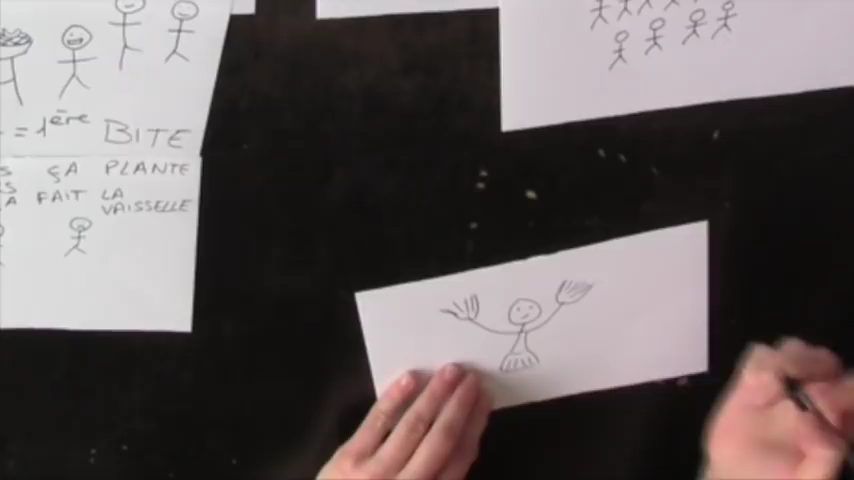 = 1ère BITE
ÇA PLANTE
A FAIT LA
VAISSELLE